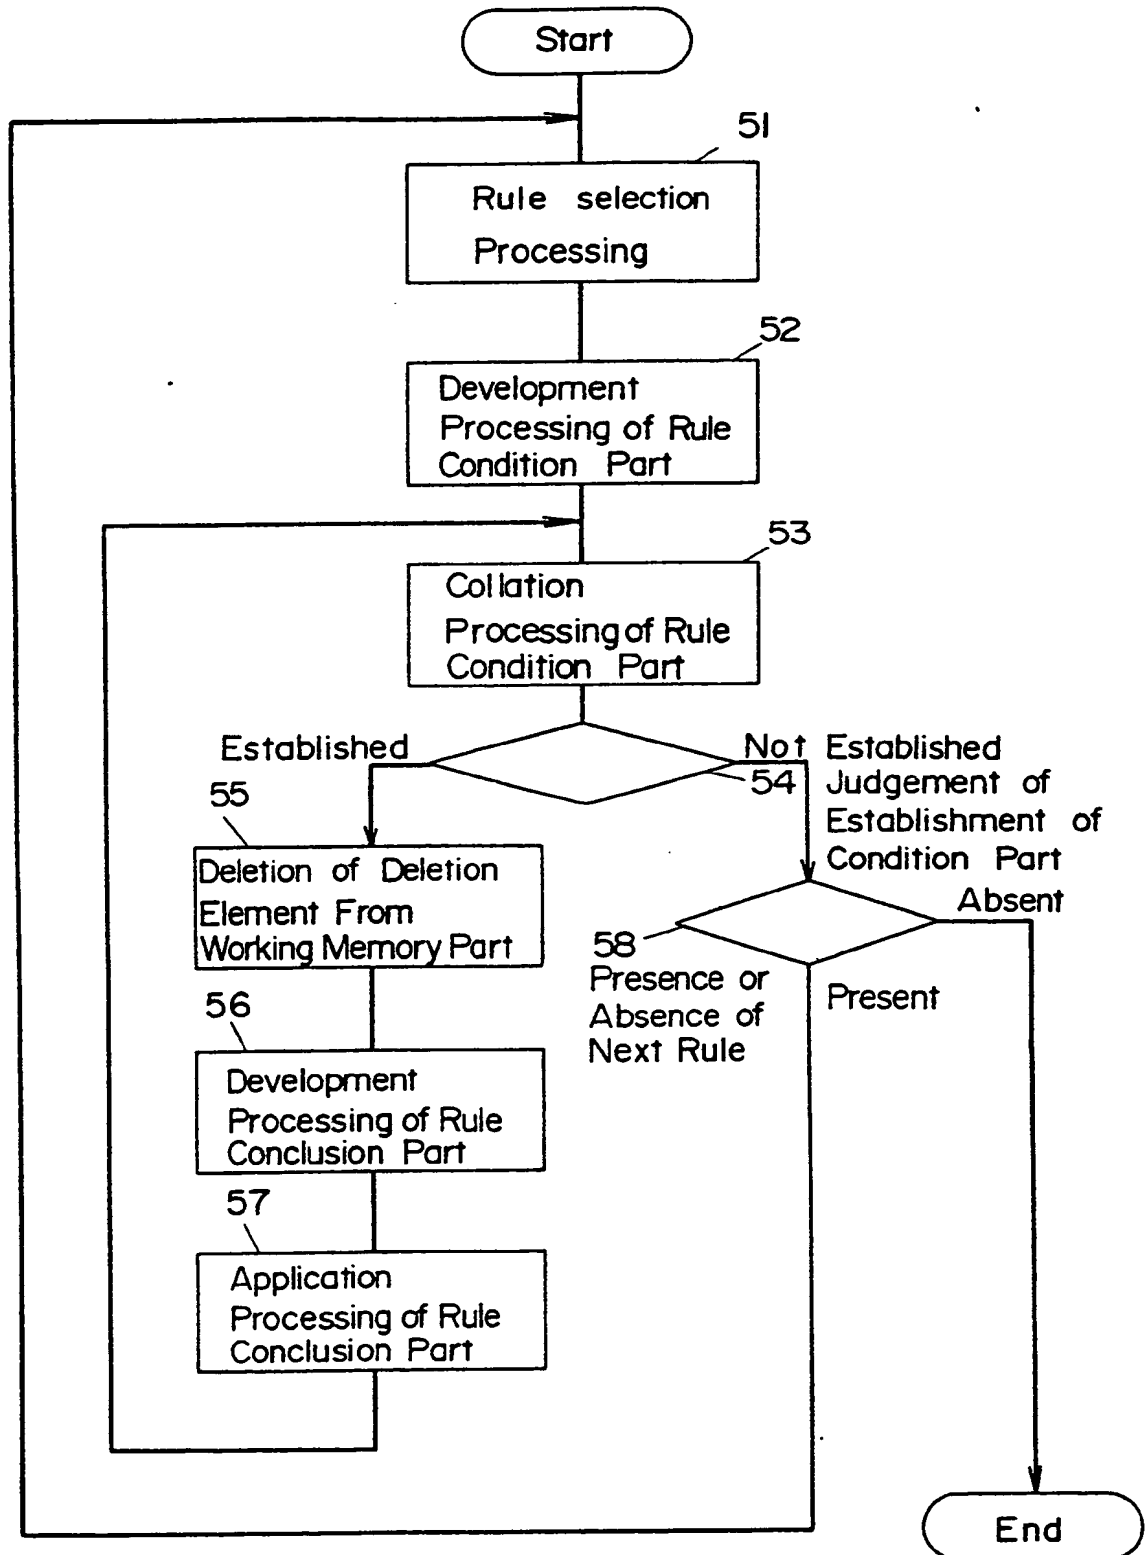 Start
51
Rule selection
Processing
52
Development
Processing of Rule
Condition Part
53
Collation
Processing of Rule
Condition Part
Established
Not Established
54
Judgement of
Establishment of
Condition Part
55
Deletion of Deletion
Element From
Working Memory Part
Absent
58
Presence or
Absence of
Next Rule
Present
56
Development
Processing of Rule
Conclusion Part
57
Application
Processing of Rule
Conclusion Part
End